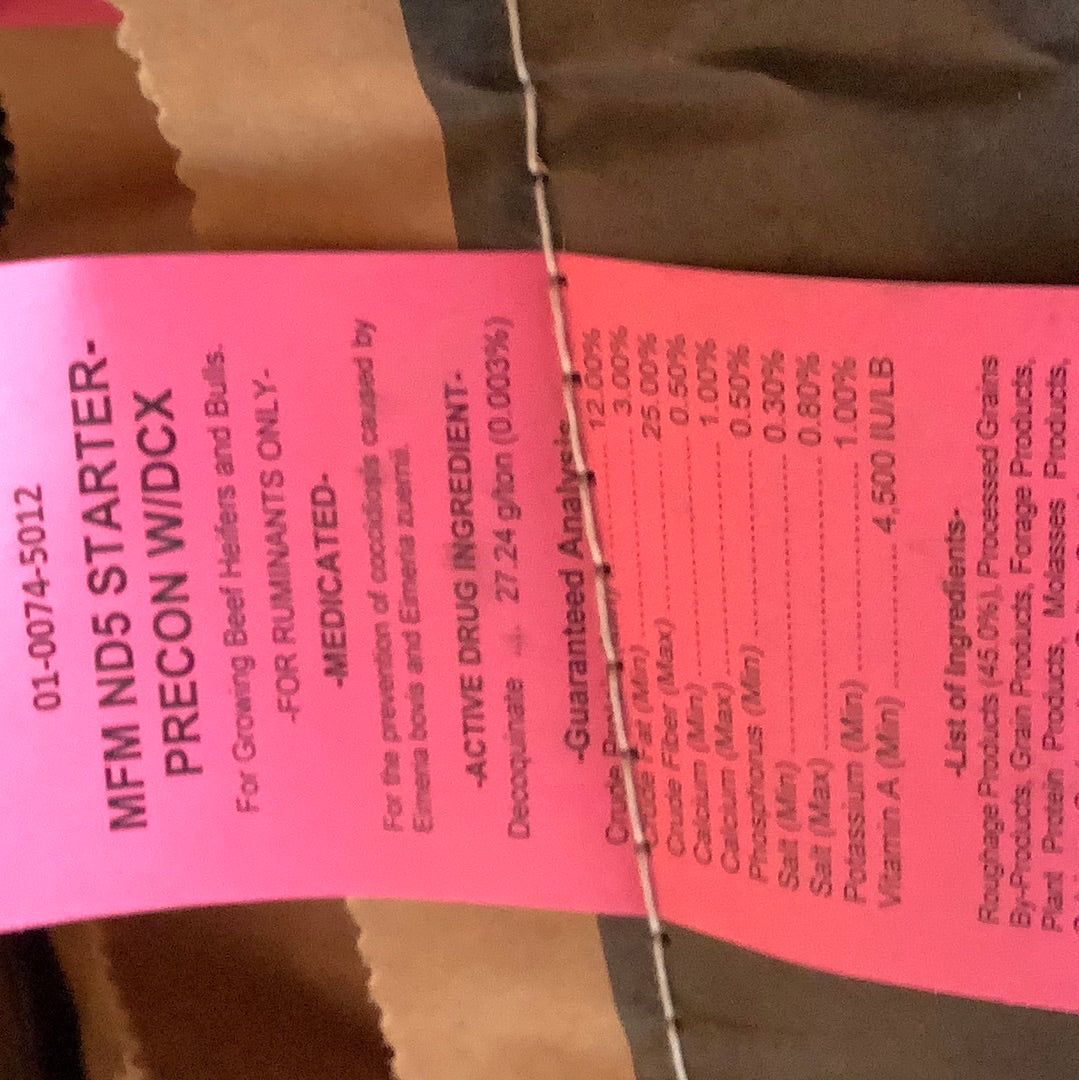 01-0074-5012
MFM ND5 STARTER-
PRECON W/DCX
For Growing Beef Heifers and Bulls.
-FOR RUMINANTS ONLY-
-MEDICATED-
For the prevention of coccidiosis caused by
Eimeria bovis and Eimeria zuernii.
-ACTIVE DRUG INGREDIENT-
Decoquinate 27.24 g/ton (0.003%)
-Guaranteed Analysis-
Crude 12.00%
Crude Fat (Min) 3.00%
Crude Fiber (Max) 25.00%
Calcium (Min) 0.50%
Calcium (Max) 1.00%
Phosphorus (Min) 0.50%
Salt (Min) 0.30%
Salt (Max) 0.80%
Potassium (Min) 1.00%
Vitamin A (Min) 4,500 IU/LB
-List of Ingredients-
Roughage Products (45.0%), Processed Grains
By-Products, Grain Products, Forage Products,
Plant Protein Products, Molasses Products,